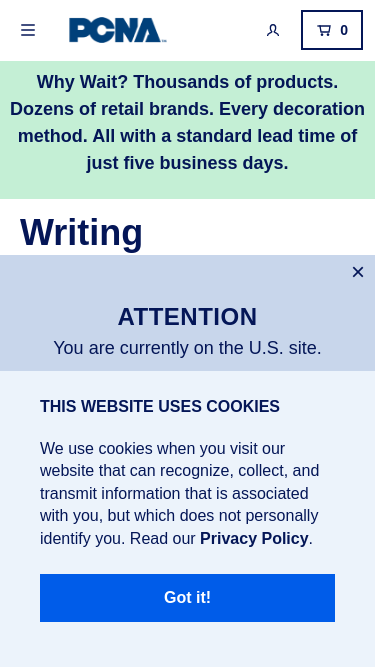 PCNA
0
Why Wait? Thousands of products.
Dozens of retail brands. Every decoration
method. All with a standard lead time of
just five business days.
Writing
ATTENTION
You are currently on the U.S. site.
THIS WEBSITE USES COOKIES
We use cookies when you visit our
website that can recognize, collect, and
transmit information that is associated
with you, but which does not personally
identify you. Read our Privacy Policy.
Got it!